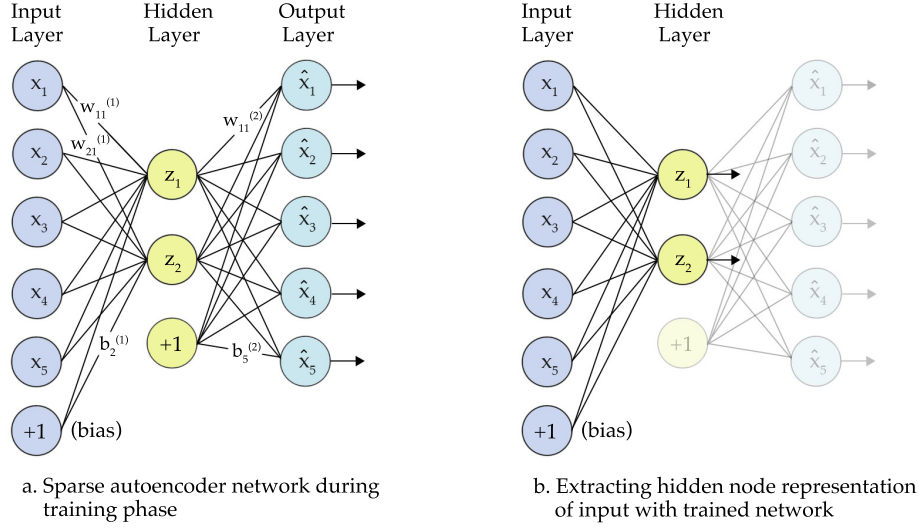 Input Layer
Hidden Layer
Output Layer
x₁
x₂
x₃
x₄
x₅
+1
(bias)
w₁₁⁽¹⁾
w₂₁⁽¹⁾
b₂⁽¹⁾
z₁
z₂
+1
w₁₁⁽²⁾
b₅⁽²⁾
x̂₁
x̂₂
x̂₃
x̂₄
x̂₅
a. Sparse autoencoder network during
training phase
Input Layer
Hidden Layer
x₁
x₂
x₃
x₄
x₅
+1
(bias)
z₁
z₂
+1
x̂₁
x̂₂
x̂₃
x̂₄
x̂₅
b. Extracting hidden node representation
of input with trained network